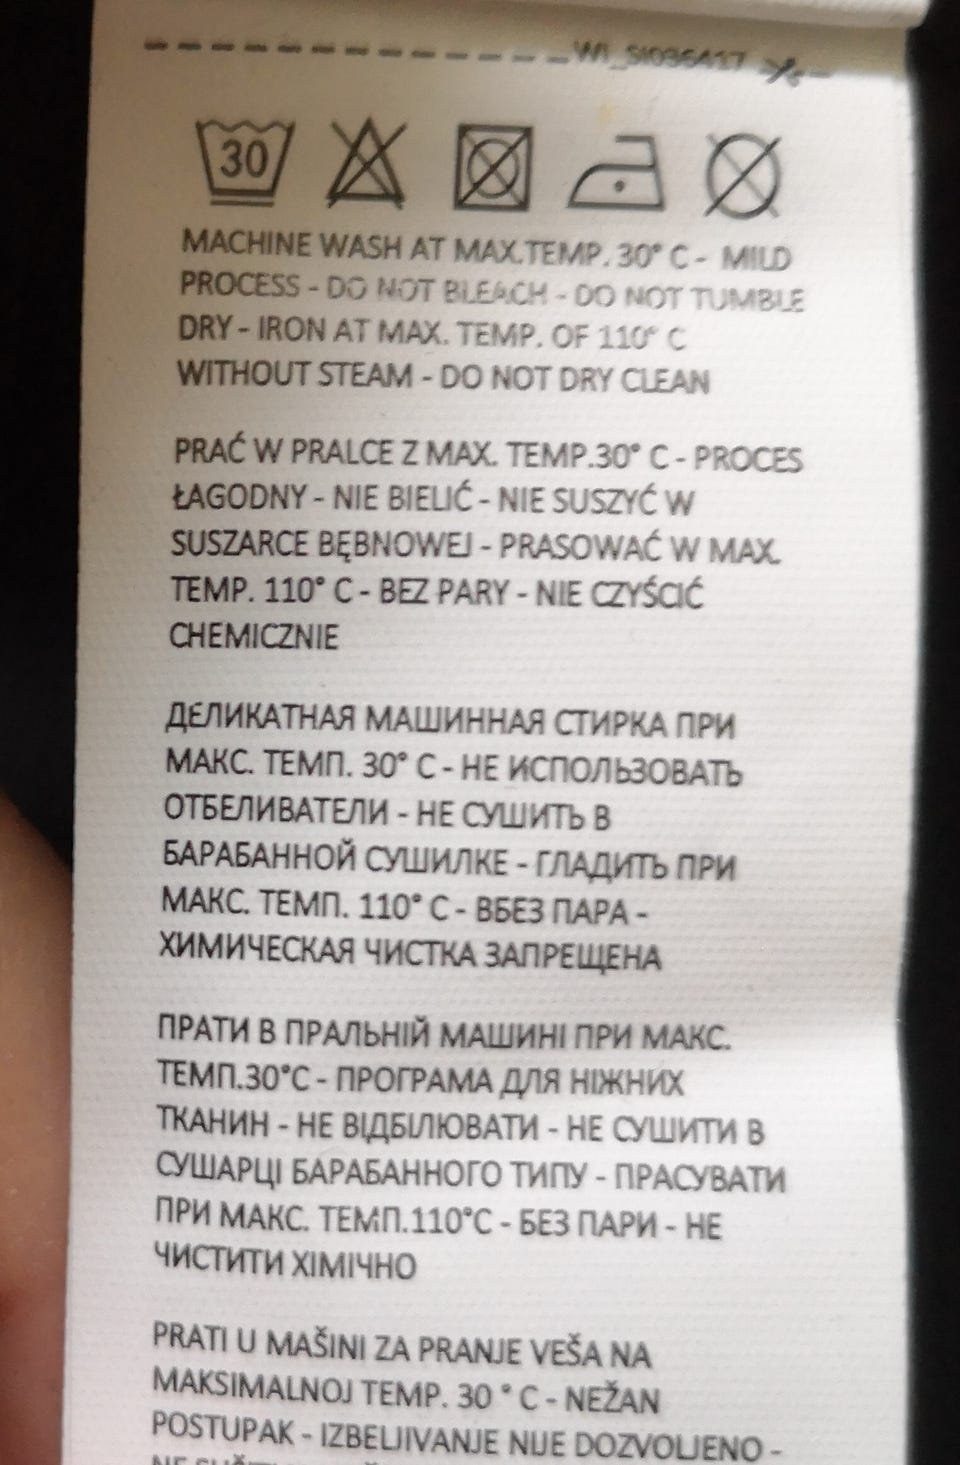 WI_SI036417
30
MACHINE WASH AT MAX.TEMP. 30° C - MILD
PROCESS - DO NOT BLEACH - DO NOT TUMBLE
DRY - IRON AT MAX. TEMP. OF 110° C
WITHOUT STEAM - DO NOT DRY CLEAN
PRAĆ W PRALCE Z MAX. TEMP.30° C - PROCES
ŁAGODNY - NIE BIELIĆ - NIE SUSZYĆ W
SUSZARCE BĘBNOWEJ - PRASOWAĆ W MAX.
TEMP. 110° C - BEZ PARY - NIE CZYŚCIĆ
CHEMICZNIE
ДЕЛИКАТНАЯ МАШИННАЯ СТИРКА ПРИ
МАКС. ТЕМП. 30° С - НЕ ИСПОЛЬЗОВАТЬ
ОТБЕЛИВАТЕЛИ - НЕ СУШИТЬ В
БАРАБАННОЙ СУШИЛКЕ - ГЛАДИТЬ ПРИ
МАКС. ТЕМП. 110° С - ВБЕЗ ПАРА -
ХИМИЧЕСКАЯ ЧИСТКА ЗАПРЕЩЕНА
ПРАТИ В ПРАЛЬНІЙ МАШИНІ ПРИ МАКС.
ТЕМП.30°С - ПРОГРАМА ДЛЯ НІЖНИХ
ТКАНИН - НЕ ВІДБІЛЮВАТИ - НЕ СУШИТИ В
СУШАРЦІ БАРАБАННОГО ТИПУ - ПРАСУВАТИ
ПРИ МАКС. ТЕМП.110°С - БЕЗ ПАРИ - НЕ
ЧИСТИТИ ХІМІЧНО
PRATI U MAŠINI ZA PRANJE VEŠA NA
MAKSIMALNOJ TEMP. 30 ° C - NEŽAN
POSTUPAK - IZBELJIVANJE NIJE DOZVOLJENO -